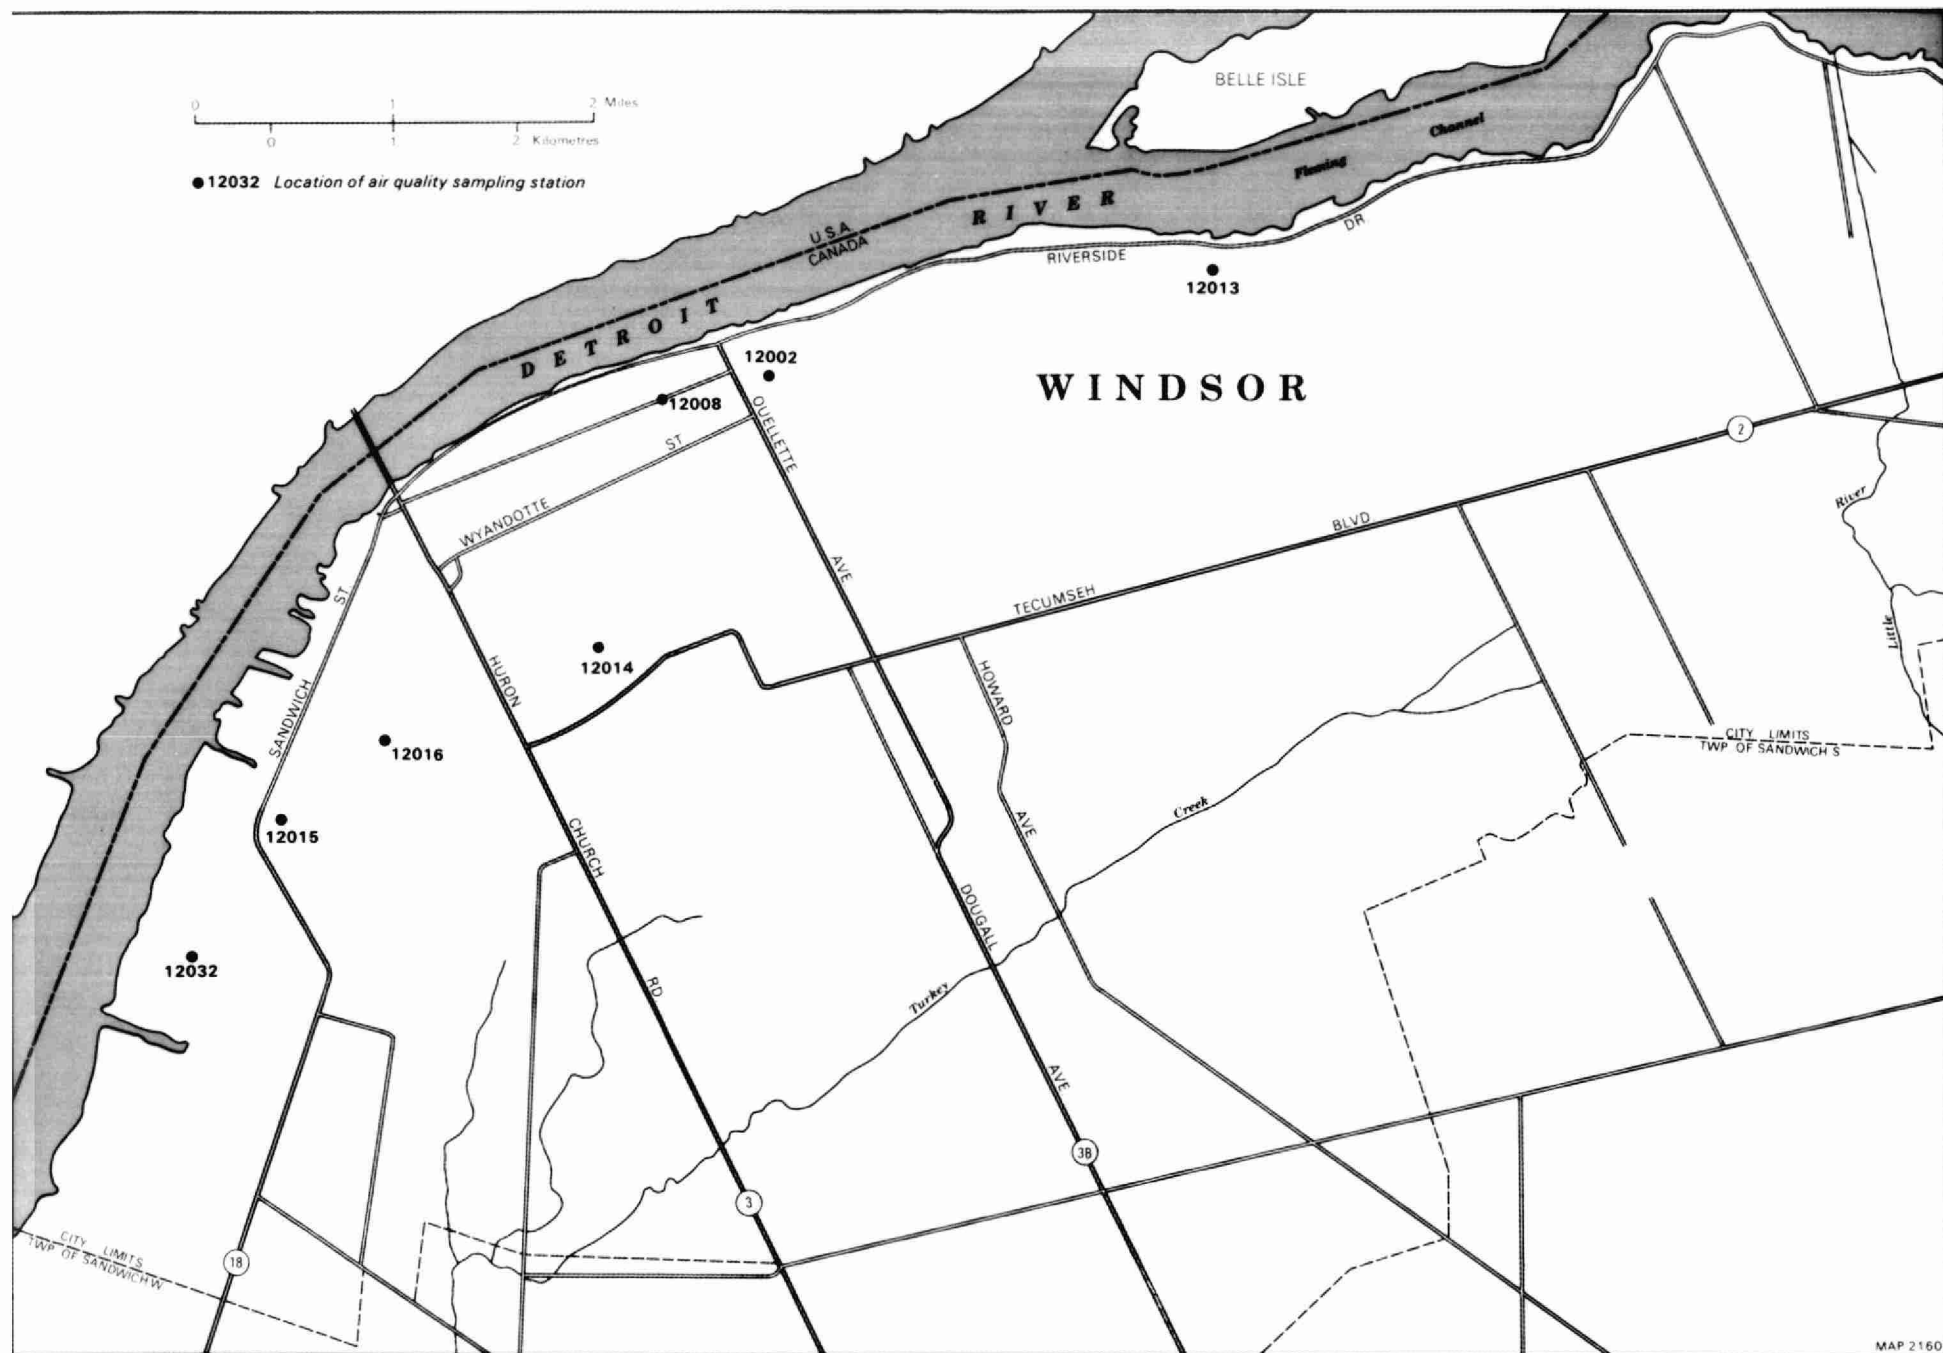 0 1 2 Miles
0 1 2 Kilometres
12032 Location of air quality sampling station
BELLE ISLE
Fleming Channel
U.S.A.
CANADA
DETROIT RIVER
RIVERSIDE DR
12013
12002
12008
WINDSOR
OUELLETTE AVE
WYANDOTTE ST
2
TECUMSEH BLVD
Little River
SANDWICH ST
HURON CHURCH RD
12014
HOWARD AVE
12016
CITY LIMITS
TWP OF SANDWICH S
12015
Turkey Creek
DOUGALL AVE
12032
3B
3
18
CITY LIMITS
TWP OF SANDWICH W
MAP 2160